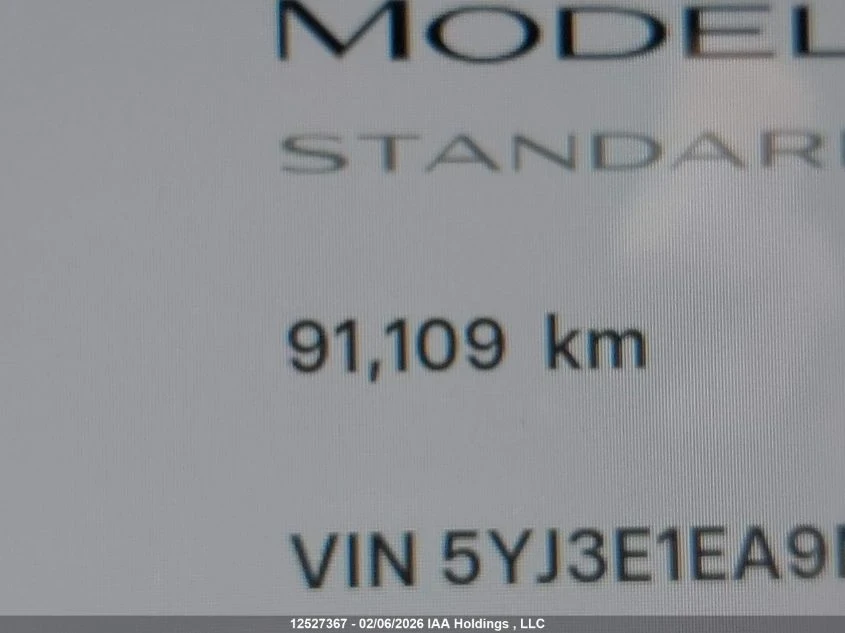 MODEL
STANDAR
91,109 km
VIN 5YJ3E1EA9
12527367 - 02/06/2026 IAA Holdings , LLC